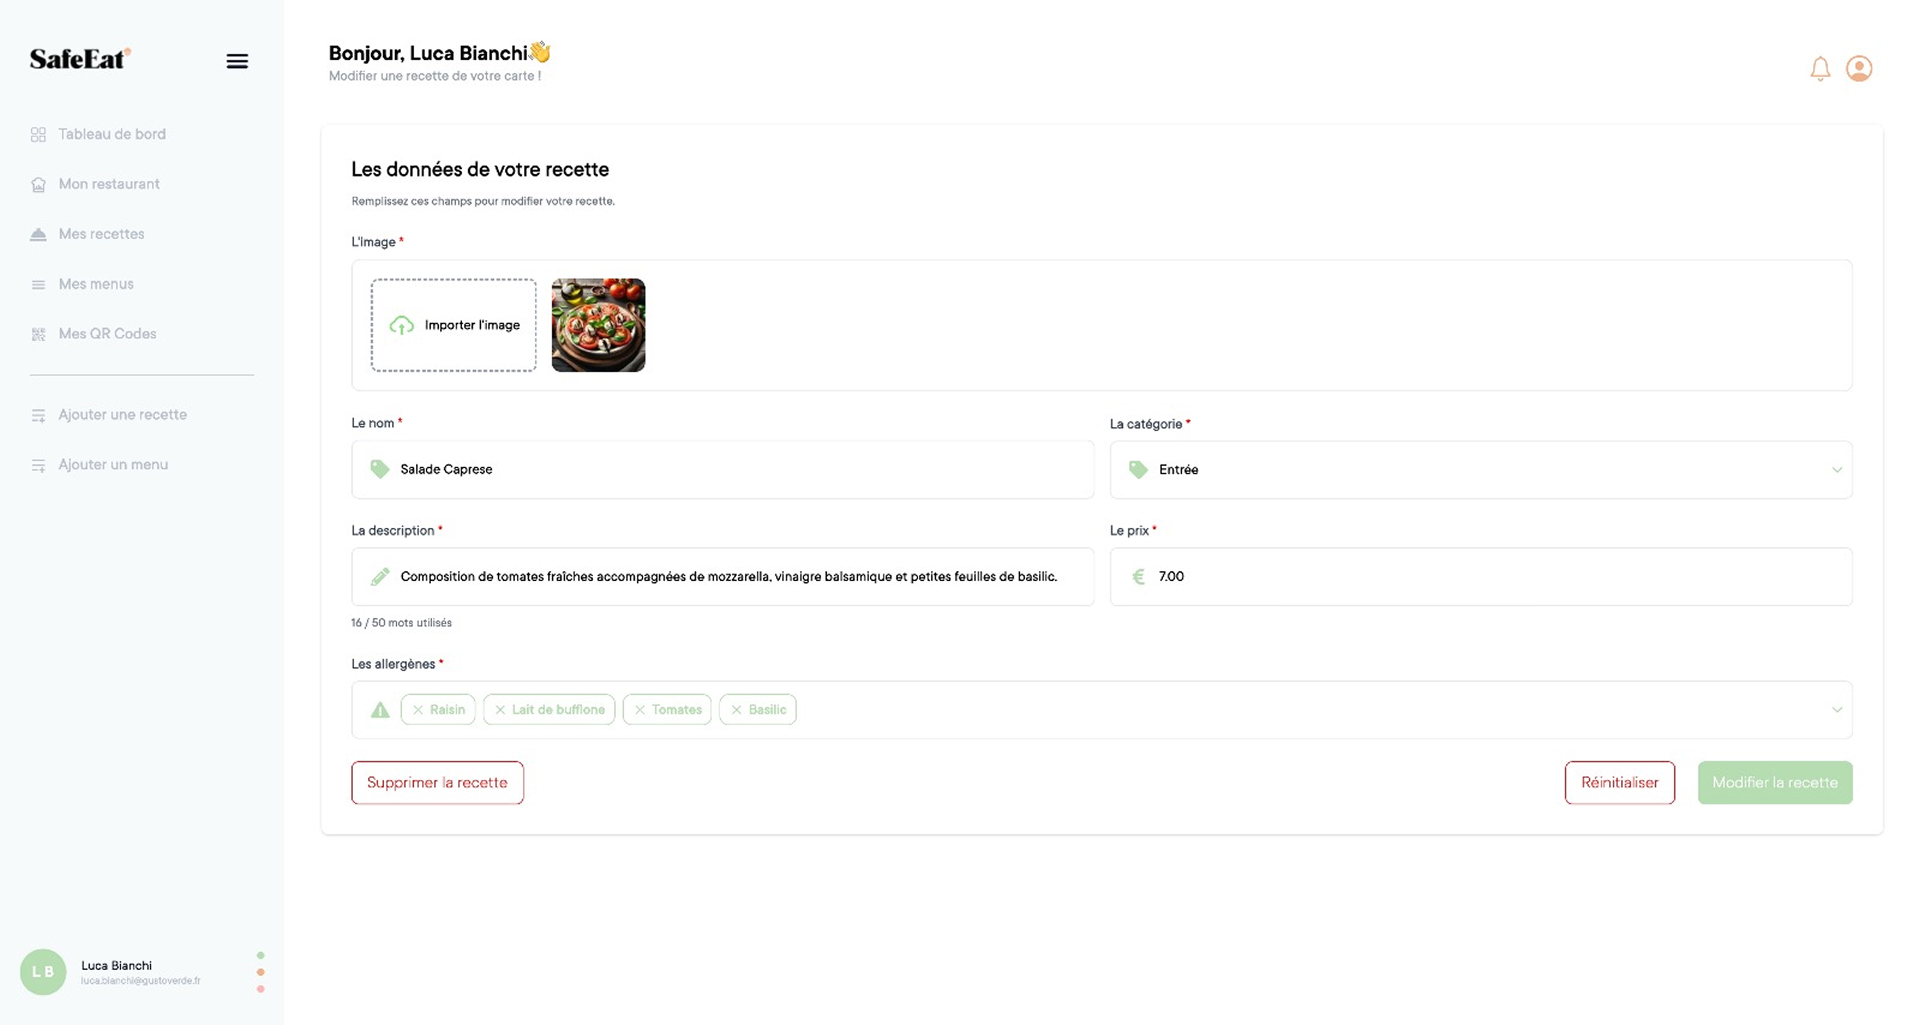 SafeEat
Tableau de bord
Mon restaurant
Mes recettes
Mes menus
Mes QR Codes
Ajouter une recette
Ajouter un menu
L B
Luca Bianchi
luca.bianchi@gustoverde.fr
Bonjour, Luca Bianchi👋
Modifier une recette de votre carte !
Les données de votre recette
Remplissez ces champs pour modifier votre recette.
L'image *
Importer l'image
Le nom *
Salade Caprese
La catégorie *
Entrée
La description *
Composition de tomates fraîches accompagnées de mozzarella, vinaigre balsamique et petites feuilles de basilic.
16 / 50 mots utilisés
Le prix *
€ 7.00
Les allergènes *
Raisin Lait de bufflone Tomates Basilic
Supprimer la recette
Réinitialiser
Modifier la recette